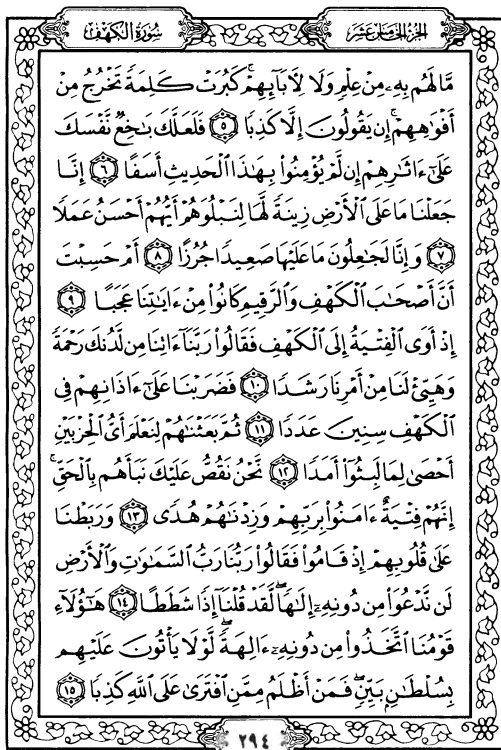 الجزء الخامس عشر
سورة الكهف
مَّا لَهُم بِهِۦ مِنْ عِلْمٍ وَلَا لِأَبَآئِهِمْ ۚ كَبُرَتْ كَلِمَةً تَخْرُجُ مِنْ
أَفْوَٰهِهِمْ ۚ إِن يَقُولُونَ إِلَّا كَذِبًا ٥ فَلَعَلَّكَ بَٰخِعٌ نَّفْسَكَ
عَلَىٰٓ ءَاثَٰرِهِمْ إِن لَّمْ يُؤْمِنُوا۟ بِهَٰذَا ٱلْحَدِيثِ أَسَفًا ٦ إِنَّا
جَعَلْنَا مَا عَلَى ٱلْأَرْضِ زِينَةً لَّهَا لِنَبْلُوَهُمْ أَيُّهُمْ أَحْسَنُ عَمَلًا
٧ وَإِنَّا لَجَٰعِلُونَ مَا عَلَيْهَا صَعِيدًا جُرُزًا ٨ أَمْ حَسِبْتَ
أَنَّ أَصْحَٰبَ ٱلْكَهْفِ وَٱلرَّقِيمِ كَانُوا۟ مِنْ ءَايَٰتِنَا عَجَبًا ٩
إِذْ أَوَى ٱلْفِتْيَةُ إِلَى ٱلْكَهْفِ فَقَالُوا۟ رَبَّنَآ ءَاتِنَا مِن لَّدُنكَ رَحْمَةً
وَهَيِّئْ لَنَا مِنْ أَمْرِنَا رَشَدًا ١٠ فَضَرَبْنَا عَلَىٰٓ ءَاذَانِهِمْ فِى
ٱلْكَهْفِ سِنِينَ عَدَدًا ١١ ثُمَّ بَعَثْنَٰهُمْ لِنَعْلَمَ أَىُّ ٱلْحِزْبَيْنِ
أَحْصَىٰ لِمَا لَبِثُوٓا۟ أَمَدًا ١٢ نَّحْنُ نَقُصُّ عَلَيْكَ نَبَأَهُم بِٱلْحَقِّ ۚ
إِنَّهُمْ فِتْيَةٌ ءَامَنُوا۟ بِرَبِّهِمْ وَزِدْنَٰهُمْ هُدًى ١٣ وَرَبَطْنَا
عَلَىٰ قُلُوبِهِمْ إِذْ قَامُوا۟ فَقَالُوا۟ رَبُّنَا رَبُّ ٱلسَّمَٰوَٰتِ وَٱلْأَرْضِ
لَن نَّدْعُوَا۟ مِن دُونِهِۦٓ إِلَٰهًا ۖ لَّقَدْ قُلْنَآ إِذًا شَطَطًا ١٤ هَٰٓؤُلَآءِ
قَوْمُنَا ٱتَّخَذُوا۟ مِن دُونِهِۦٓ ءَالِهَةً ۖ لَّوْلَا يَأْتُونَ عَلَيْهِم
بِسُلْطَٰنٍۭ بَيِّنٍ ۖ فَمَنْ أَظْلَمُ مِمَّنِ ٱفْتَرَىٰ عَلَى ٱللَّهِ كَذِبًا ١٥
٢٩٤